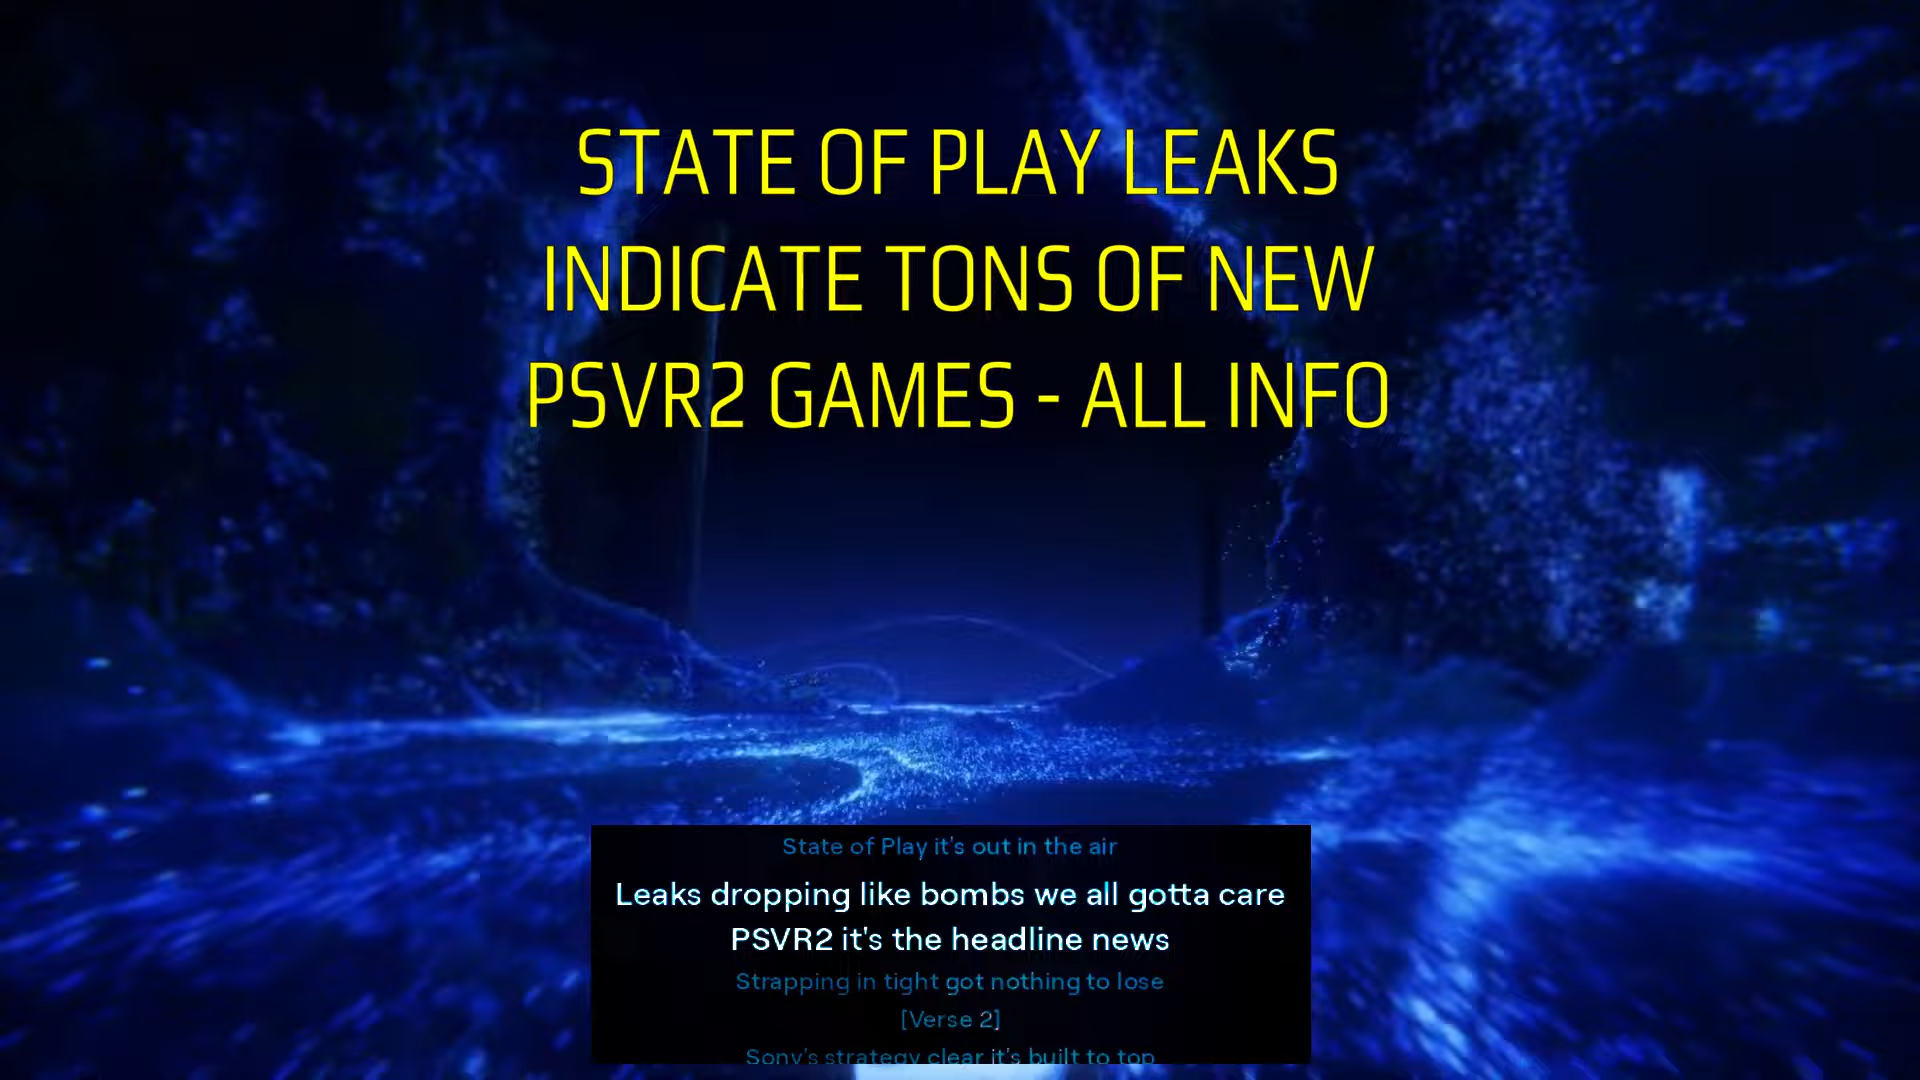 STATE OF PLAY LEAKS
INDICATE TONS OF NEW
PSVR2 GAMES - ALL INFO
State of Play it's out in the air
Leaks dropping like bombs we all gotta care
PSVR2 it's the headline news
Strapping in tight got nothing to lose
[Verse 2]
Sony's strategy clear it's built to top